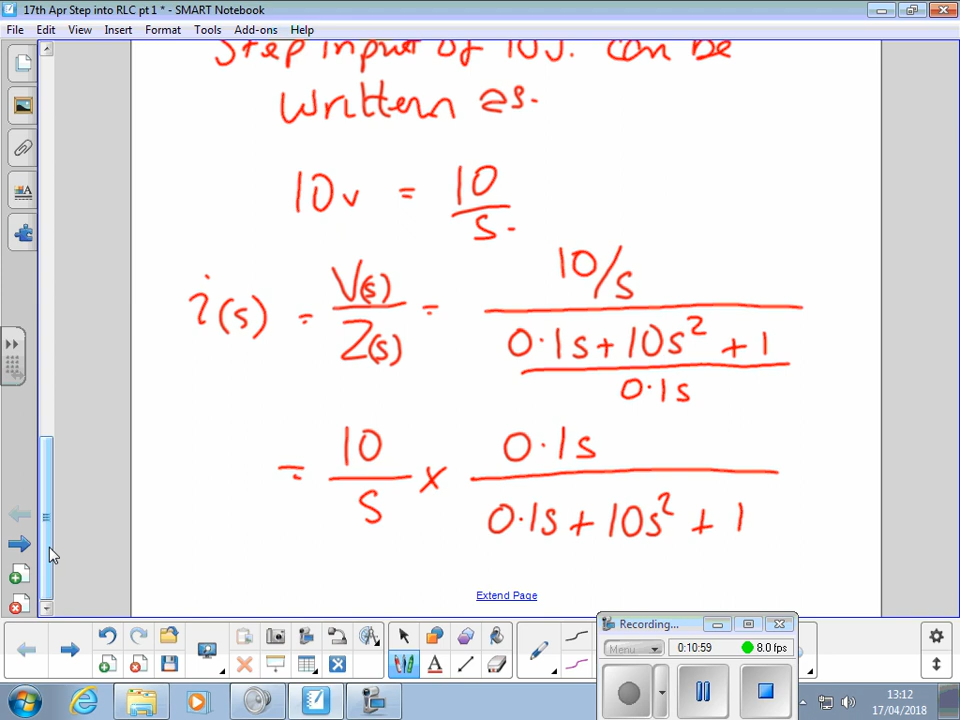 17th Apr Step into RLC pt 1 * - SMART Notebook
File Edit View Insert Format Tools Add-ons Help
Step input of 10v. Can be
written as.
10v = 10/s.
i(s) = V(s)/Z(s) = 10/s / (0.1s+10s²+1 / 0.1s)
= 10/s × 0.1s / 0.1s+10s²+1
Extend Page
Recording...
Menu 0:10:59 8.0 fps
13:12
17/04/2018